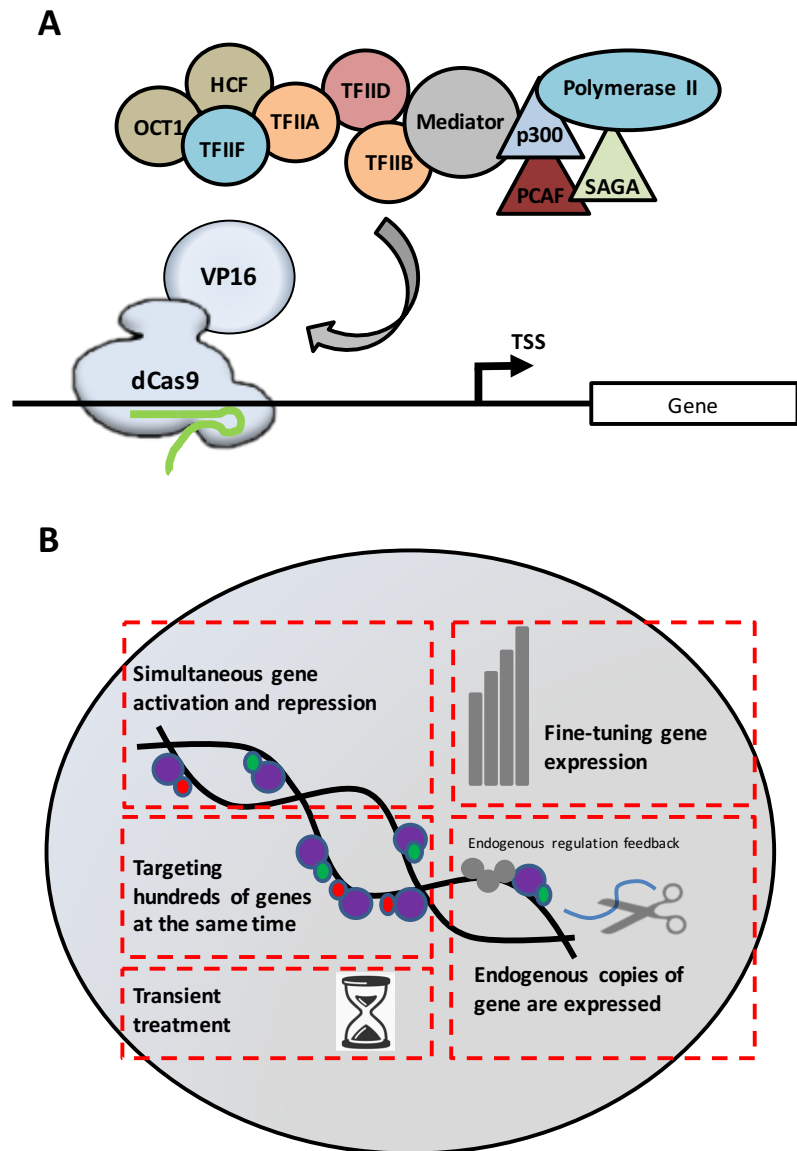 A
HCF
TFIID
Polymerase II
OCT1
TFIIF
TFIIA
Mediator
p300
TFIIB
PCAF
SAGA
VP16
dCas9
TSS
Gene
B
Simultaneous gene
activation and repression
Fine-tuning gene
expression
Targeting
hundreds of genes
at the same time
Endogenous regulation feedback
Endogenous copies of
gene are expressed
Transient
treatment